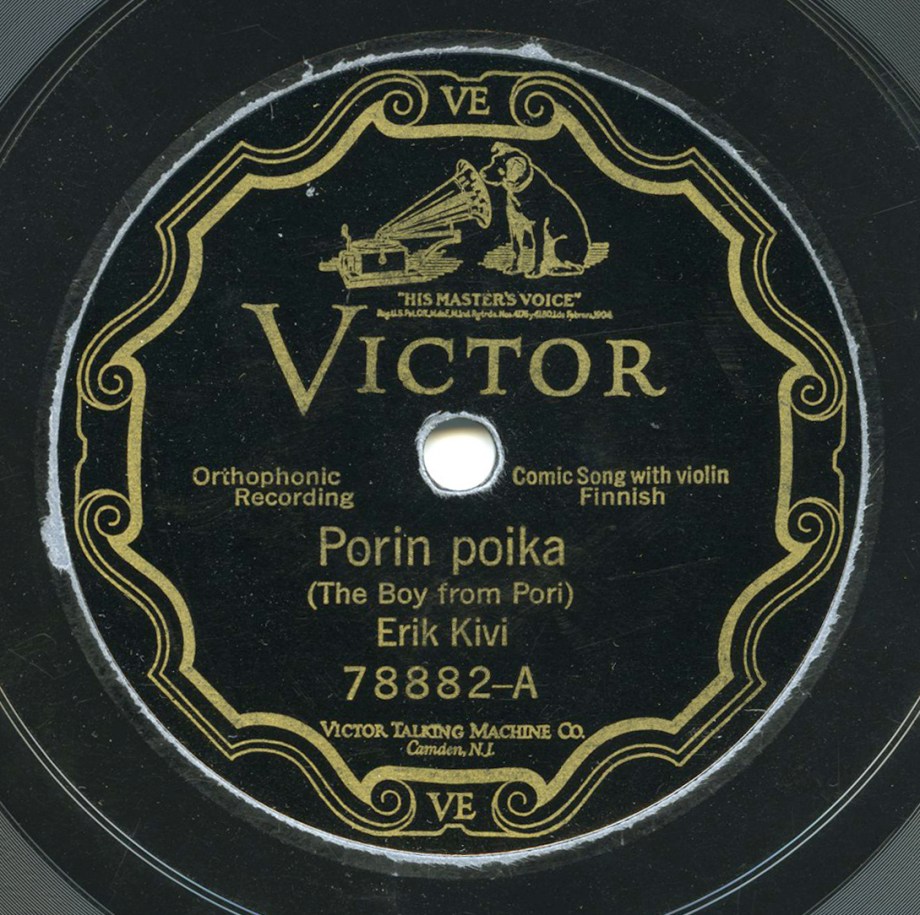 VE
"HIS MASTER'S VOICE"
VICTOR
Orthophonic
Recording
Comic Song with violin
Finnish
Porin poika
(The Boy from Pori)
Erik Kivi
78882-A
VICTOR TALKING MACHINE CO.
Camden, N.J.
VE